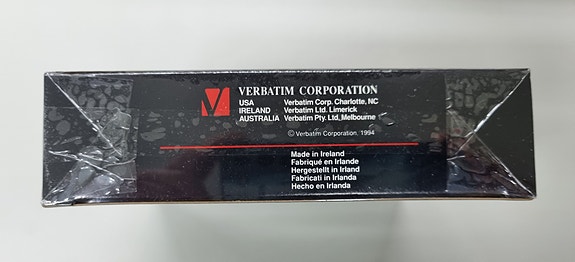 VERBATIM CORPORATION
USA Verbatim Corp. Charlotte, NC
IRELAND Verbatim Ltd. Limerick
AUSTRALIA Verbatim Pty. Ltd, Melbourne
© Verbatim Corporation, 1994
Made in Ireland
Fabriqué en Irlande
Hergestellt in Irland
Fabricati in Irlanda
Hecho en Irlanda